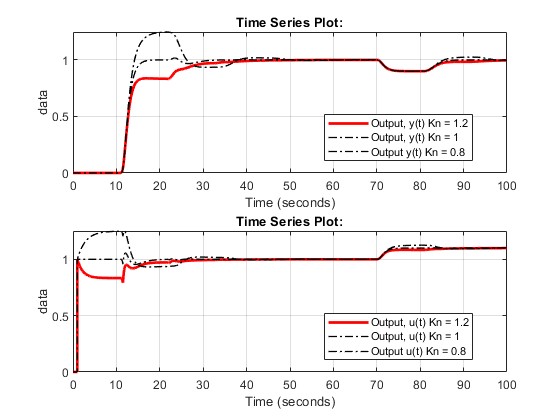 Time Series Plot:
data
1
0.5
0
Output, y(t) Kn = 1.2
Output, y(t) Kn = 1
Output y(t) Kn = 0.8
0 10 20 30 40 50 60 70 80 90 100
Time (seconds)
Time Series Plot:
data
1
0.5
0
Output, u(t) Kn = 1.2
Output, u(t) Kn = 1
Output u(t) Kn = 0.8
0 10 20 30 40 50 60 70 80 90 100
Time (seconds)